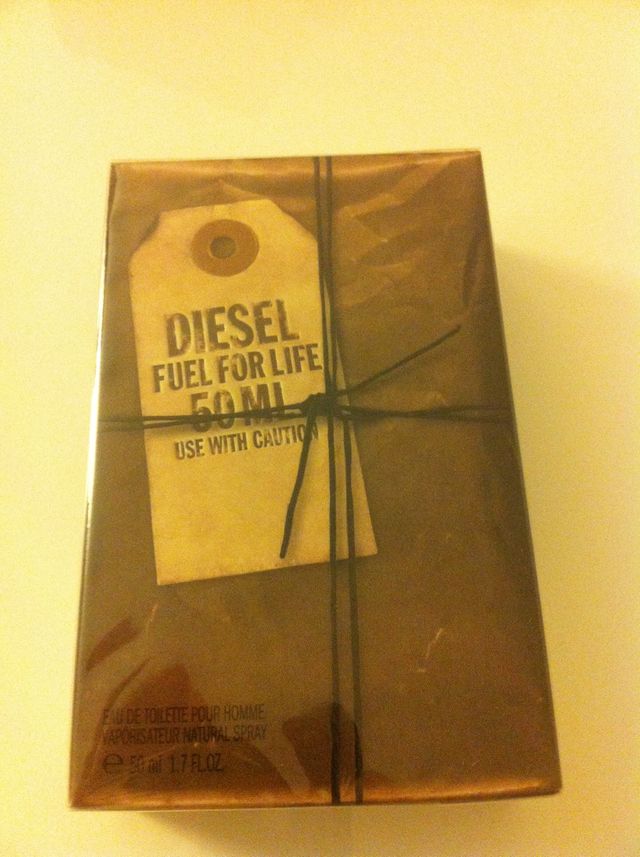 DIESEL
FUEL FOR LIFE
50 ML
USE WITH CAUTION
EAU DE TOILETTE POUR HOMME
VAPORISATEUR NATURAL SPRAY
℮ 50 ml 1.7 FL.OZ.